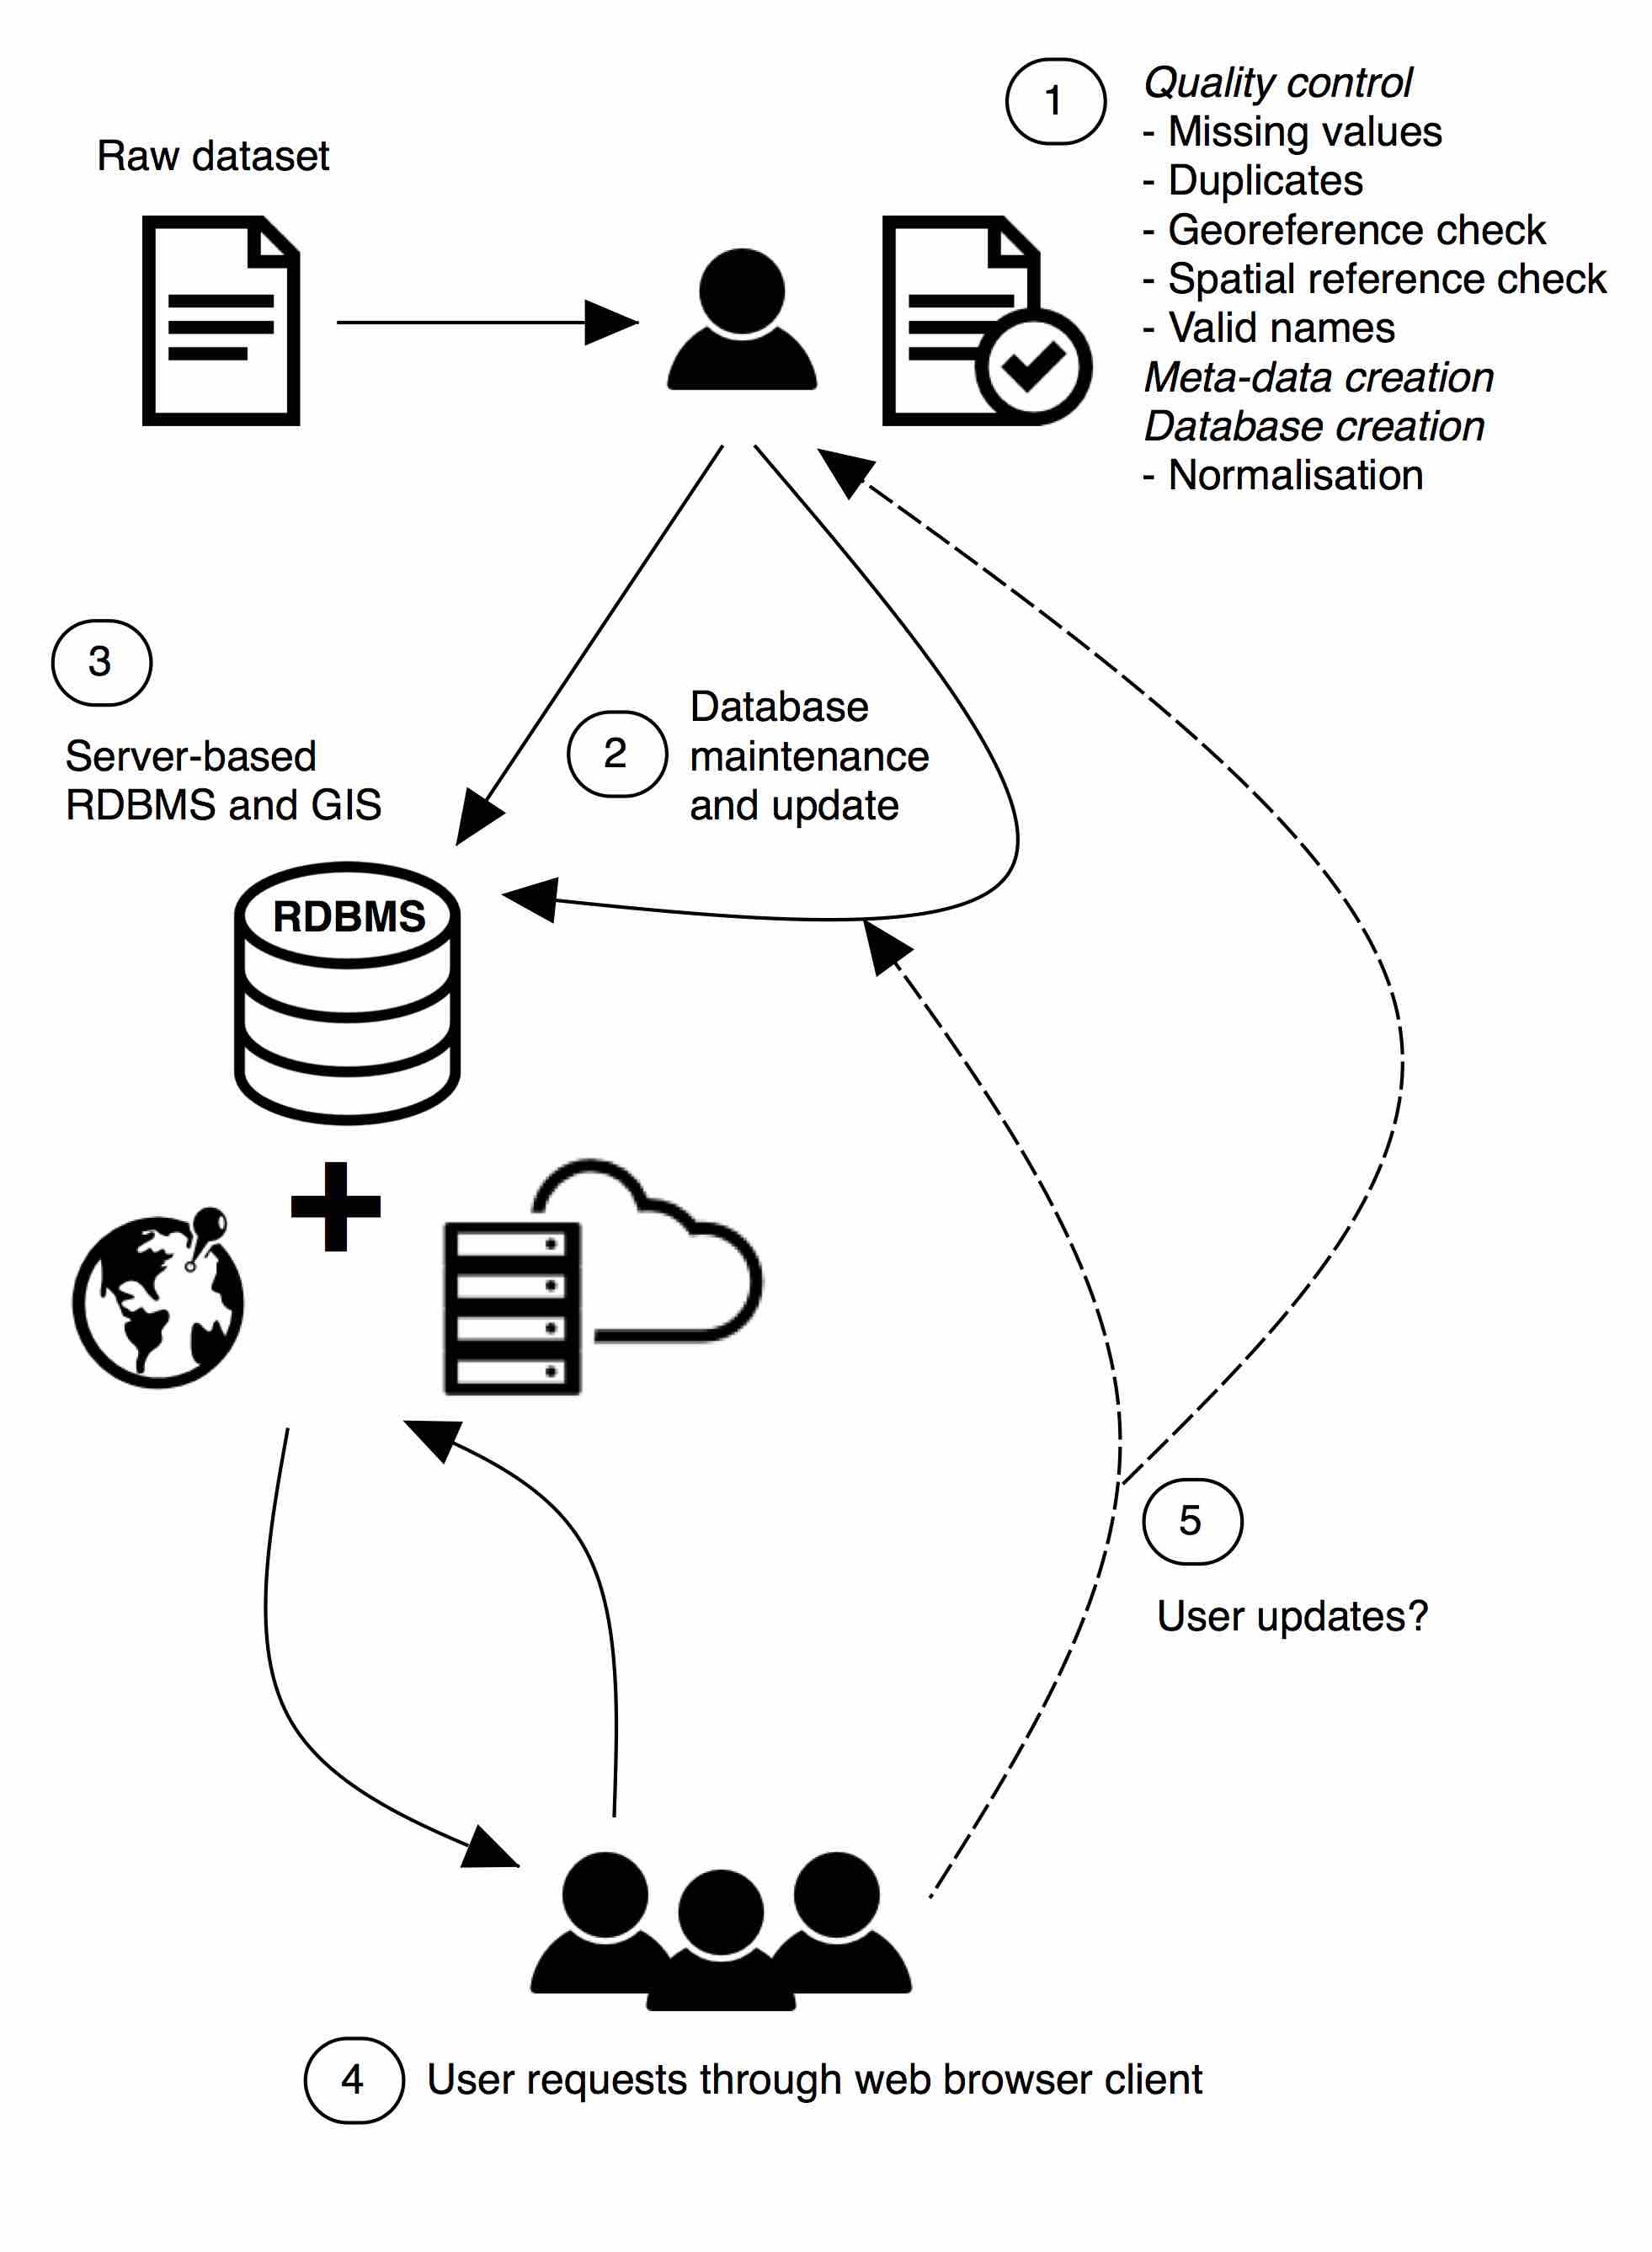 Raw dataset
1
Quality control
- Missing values
- Duplicates
- Georeference check
- Spatial reference check
- Valid names
Meta-data creation
Database creation
- Normalisation
2
Database
maintenance
and update
3
Server-based
RDBMS and GIS
RDBMS
5
User updates?
4
User requests through web browser client